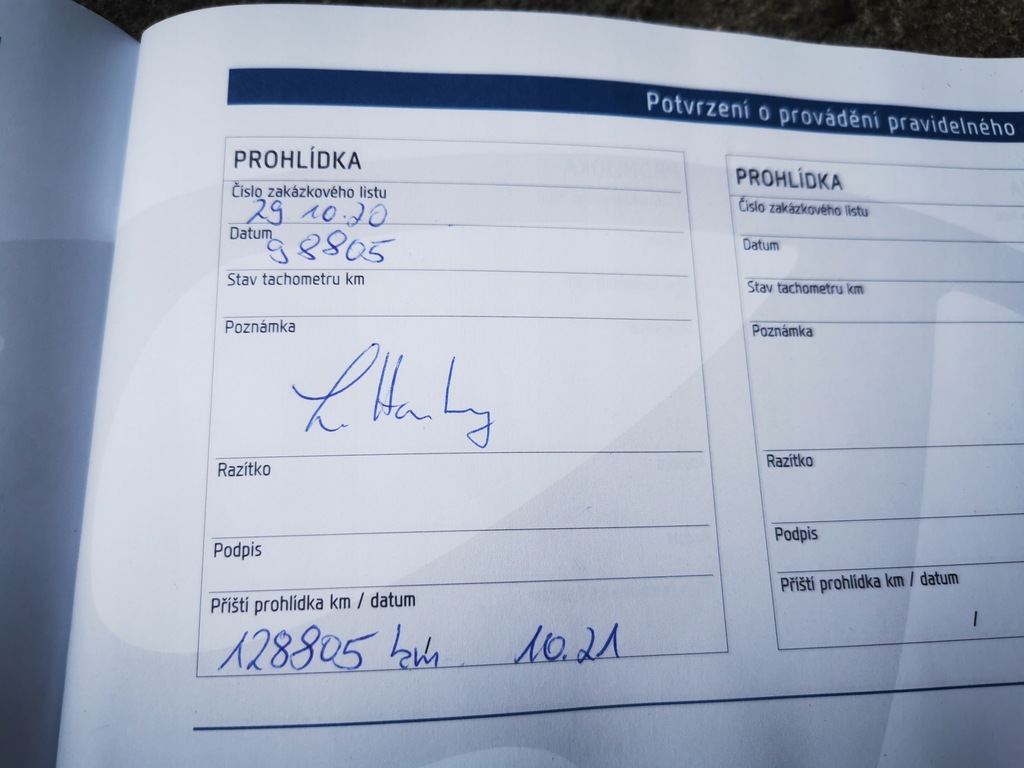 Potvrzení o provádění pravidelného
PROHLÍDKA
Číslo zakázkového listu
29 10.20
Datum
98805
Stav tachometru km
Poznámka
Razítko
Podpis
Příští prohlídka km / datum
128805 km 10.21
PROHLÍDKA
Číslo zakázkového listu
Datum
Stav tachometru km
Poznámka
Razítko
Podpis
Příští prohlídka km / datum
/